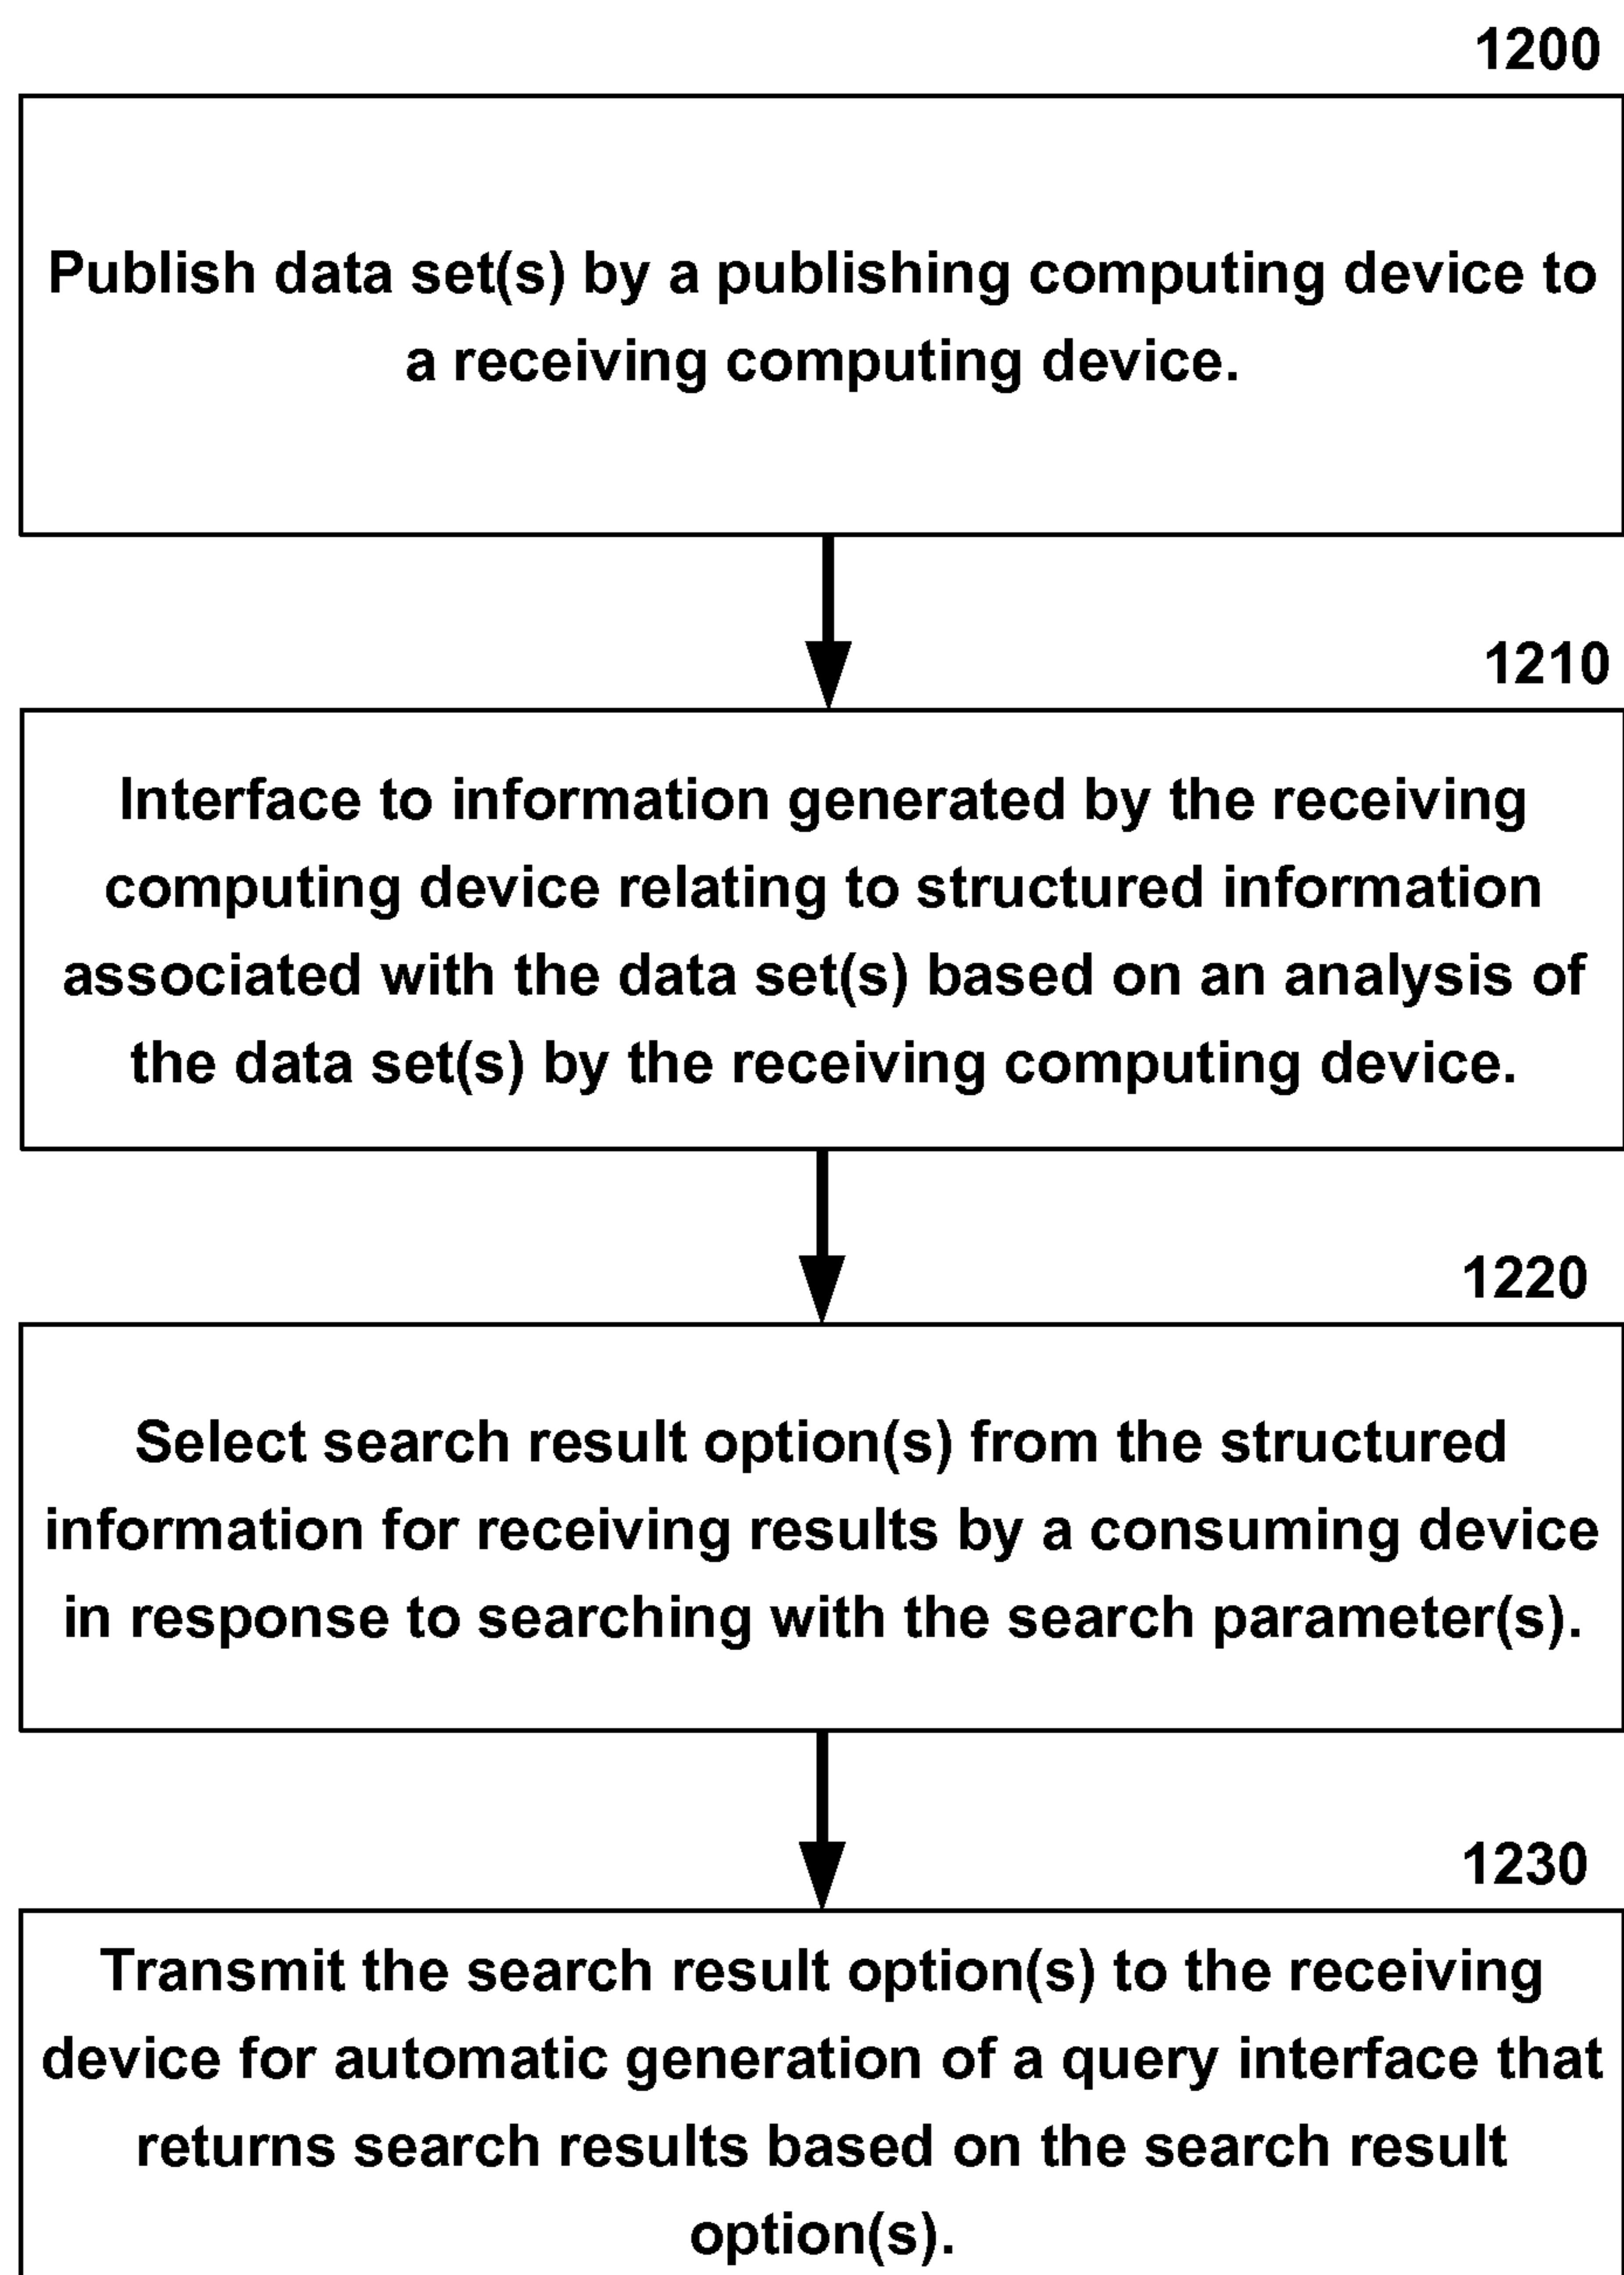 1200
Publish data set(s) by a publishing computing device to
a receiving computing device.
1210
Interface to information generated by the receiving
computing device relating to structured information
associated with the data set(s) based on an analysis of
the data set(s) by the receiving computing device.
1220
Select search result option(s) from the structured
information for receiving results by a consuming device
in response to searching with the search parameter(s).
1230
Transmit the search result option(s) to the receiving
device for automatic generation of a query interface that
returns search results based on the search result
option(s).